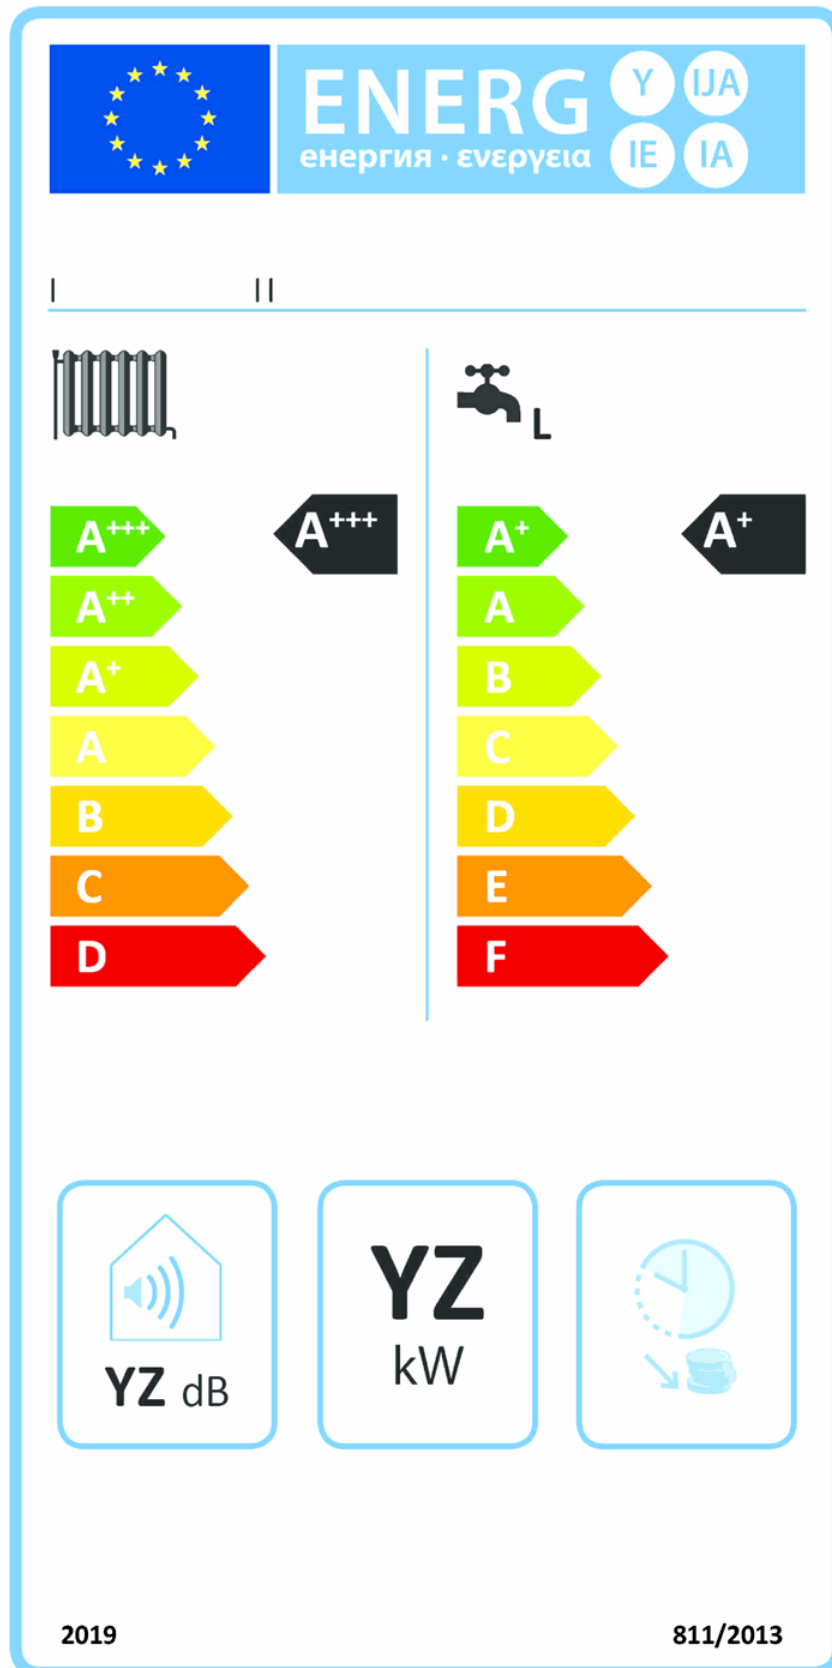 ENERG Y IJA
енергия · ενεργεια IE IA
I II
L
A+++ A+++ A+ A+
A++ A
A+ B
A C
B D
C E
D F
YZ dB
YZ
kW
2019 811/2013